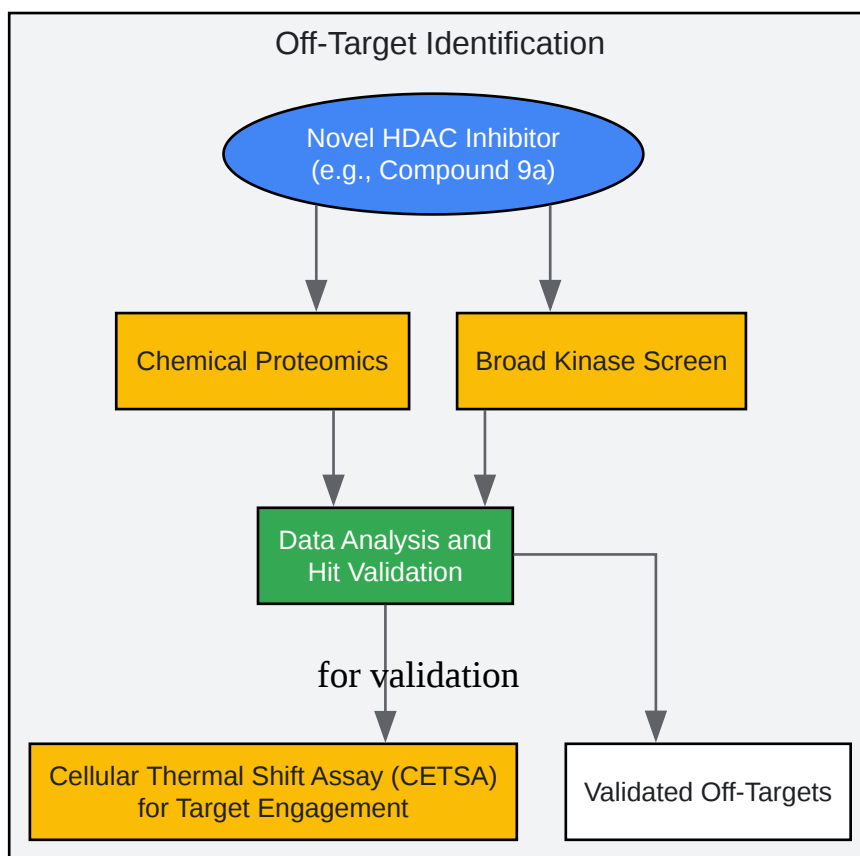 Off-Target Identification
Novel HDAC Inhibitor
(e.g., Compound 9a)
Chemical Proteomics
Broad Kinase Screen
Data Analysis and
Hit Validation
for validation
Cellular Thermal Shift Assay (CETSA)
for Target Engagement
Validated Off-Targets